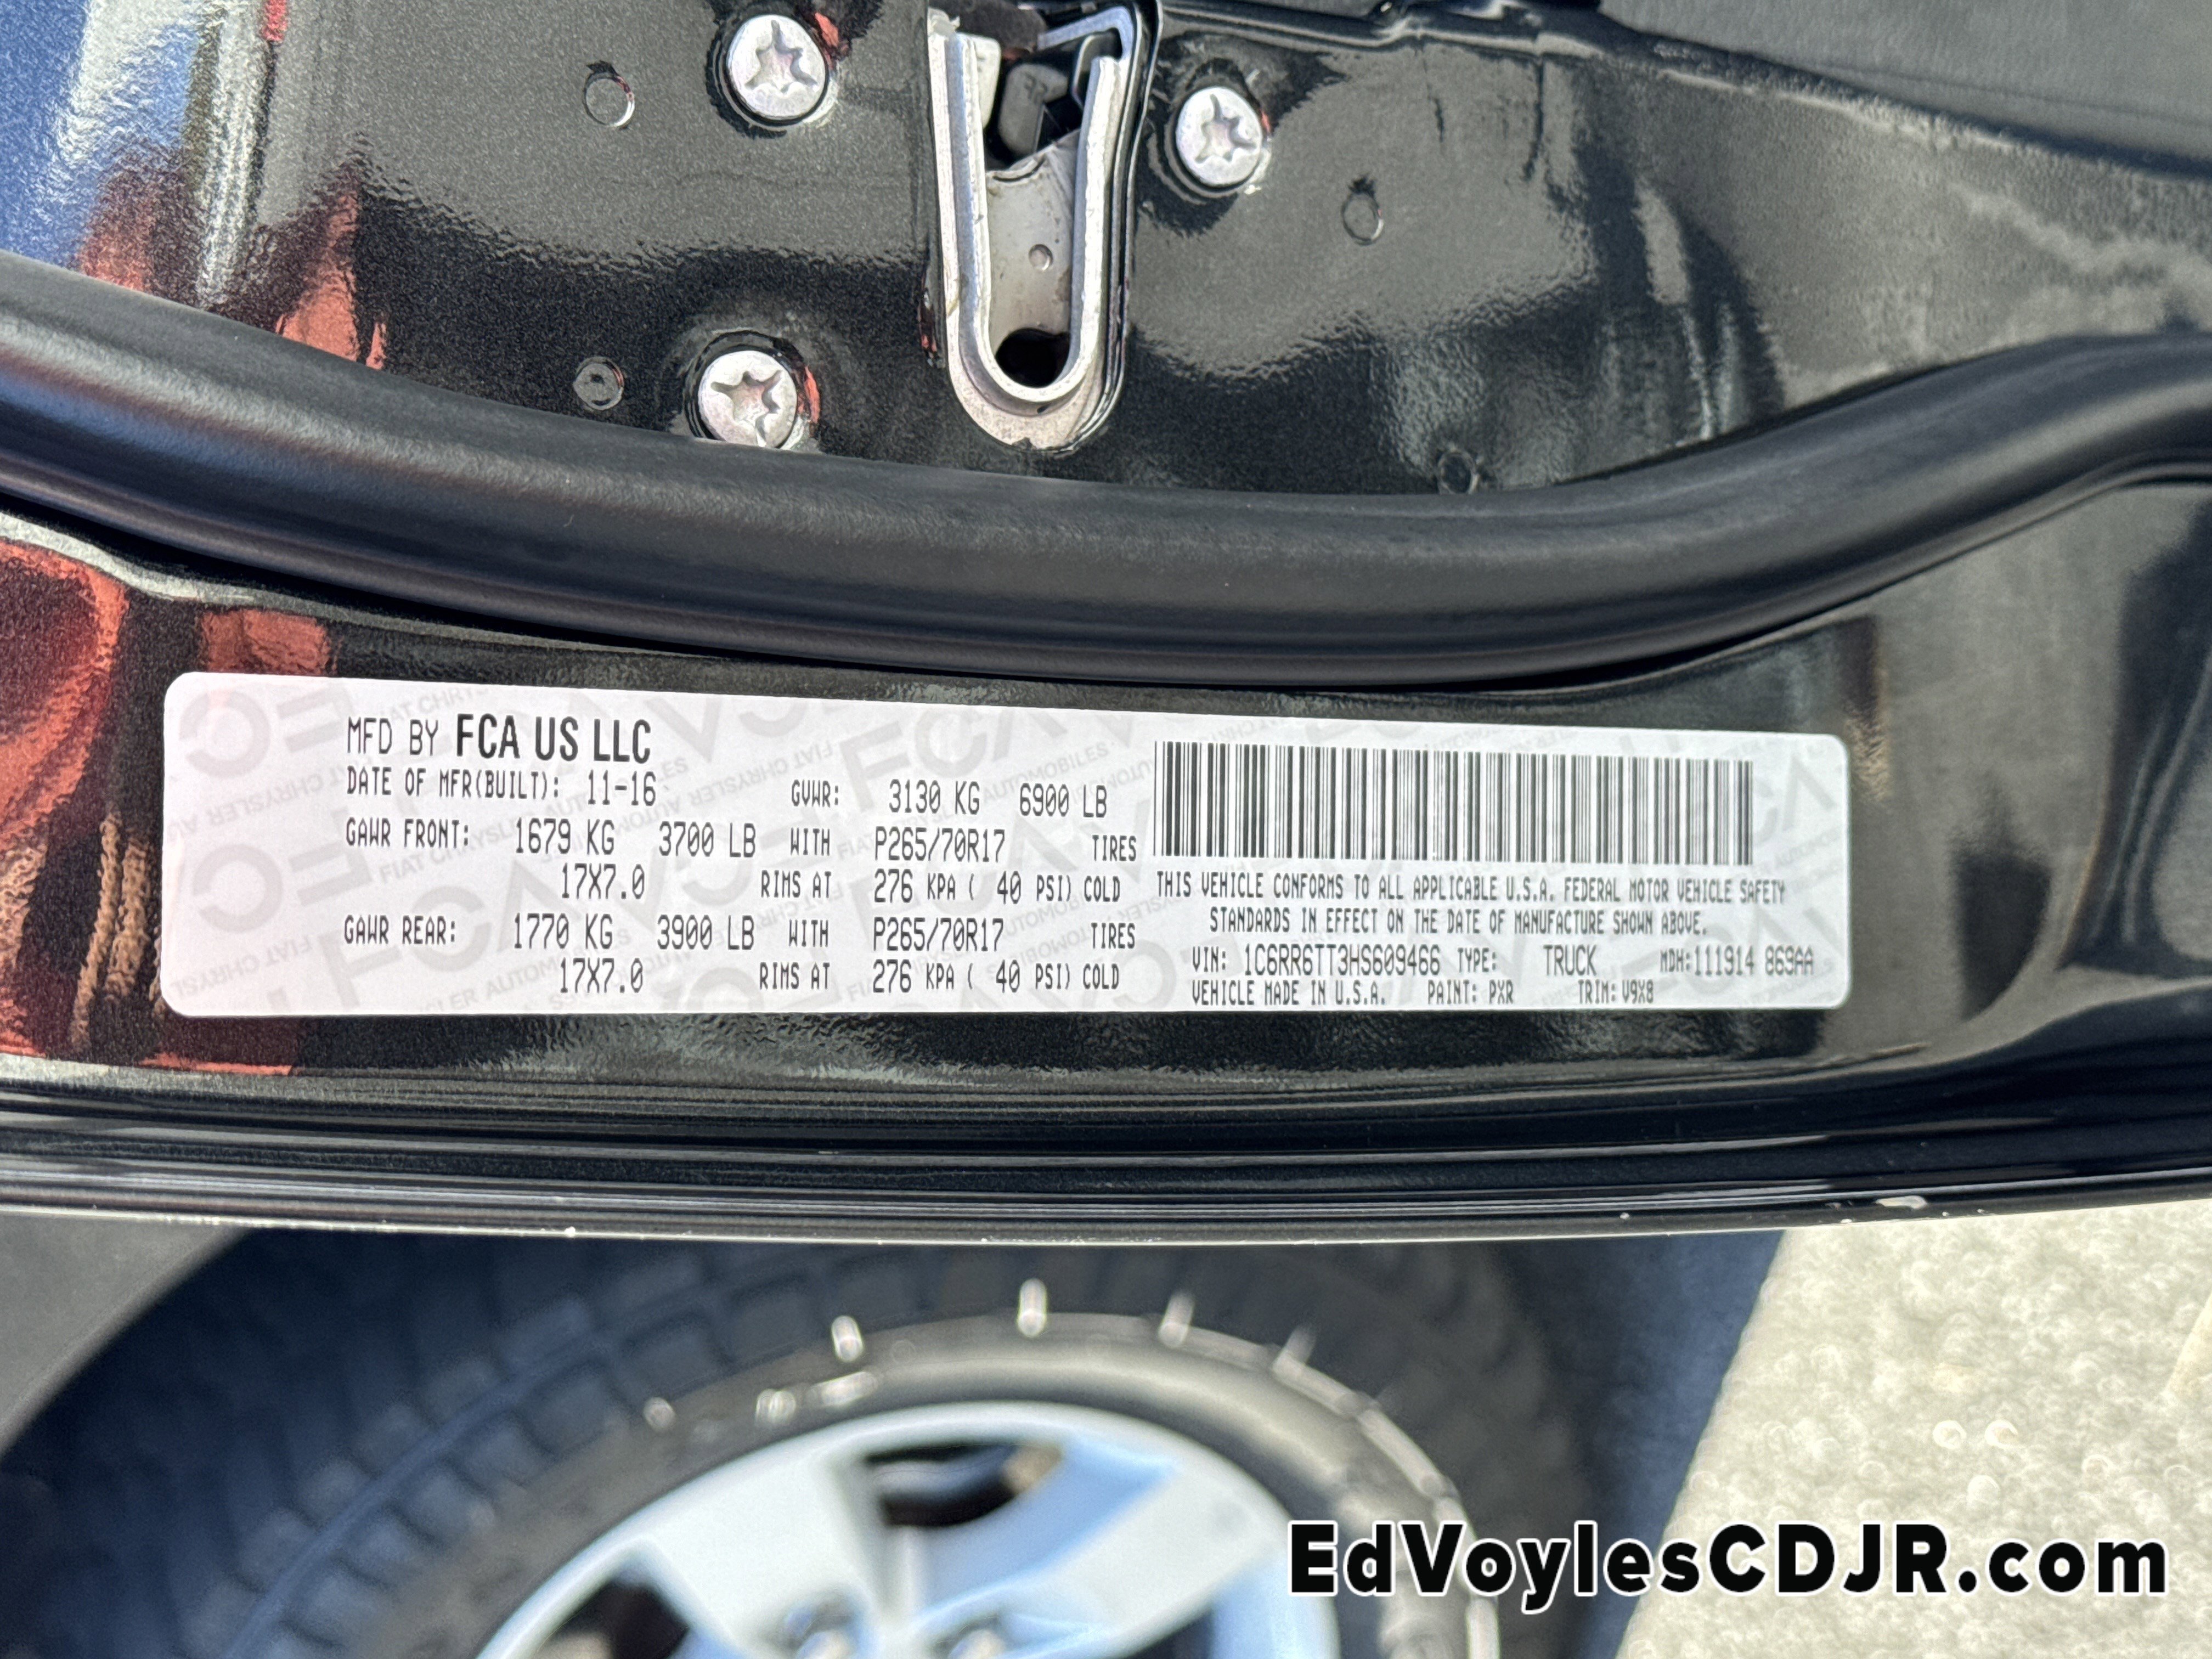 MFD BY FCA US LLC
DATE OF MFR(BUILT): 11-16 GVWR: 3130 KG 6900 LB
GAWR FRONT: 1679 KG 3700 LB WITH P265/70R17 TIRES
17X7.0 RIMS AT 276 KPA ( 40 PSI) COLD
GAWR REAR: 1770 KG 3900 LB WITH P265/70R17 TIRES
17X7.0 RIMS AT 276 KPA ( 40 PSI) COLD
THIS VEHICLE CONFORMS TO ALL APPLICABLE U.S.A. FEDERAL MOTOR VEHICLE SAFETY
STANDARDS IN EFFECT ON THE DATE OF MANUFACTURE SHOWN ABOVE.
VIN: 1C6RR6TT3HS609466 TYPE: TRUCK MDH:111914 869AA
VEHICLE MADE IN U.S.A. PAINT: PXR TRIM: V9X8
EdVoylesCDJR.com